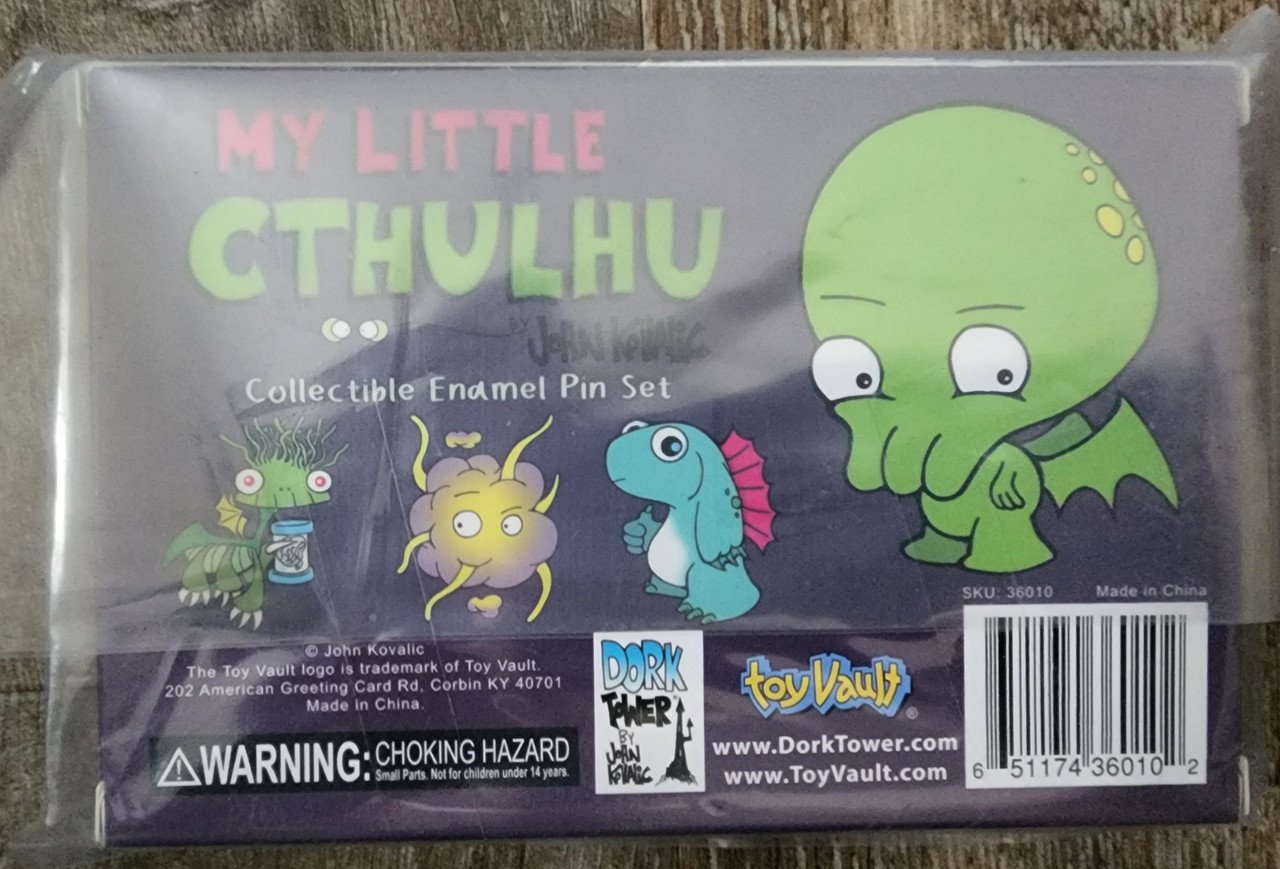 MY LITTLE
CTHULHU
BY JOHN KOVALIC
Collectible Enamel Pin Set
SKU: 36010 Made in China
© John Kovalic
The Toy Vault logo is trademark of Toy Vault.
202 American Greeting Card Rd, Corbin KY 40701
Made in China.
WARNING: CHOKING HAZARD
Small Parts. Not for children under 14 years.
DORK
TOWER
BY
JOHN
KOVALIC
toy Vault®
www.DorkTower.com
www.ToyVault.com
6 51174 36010 2